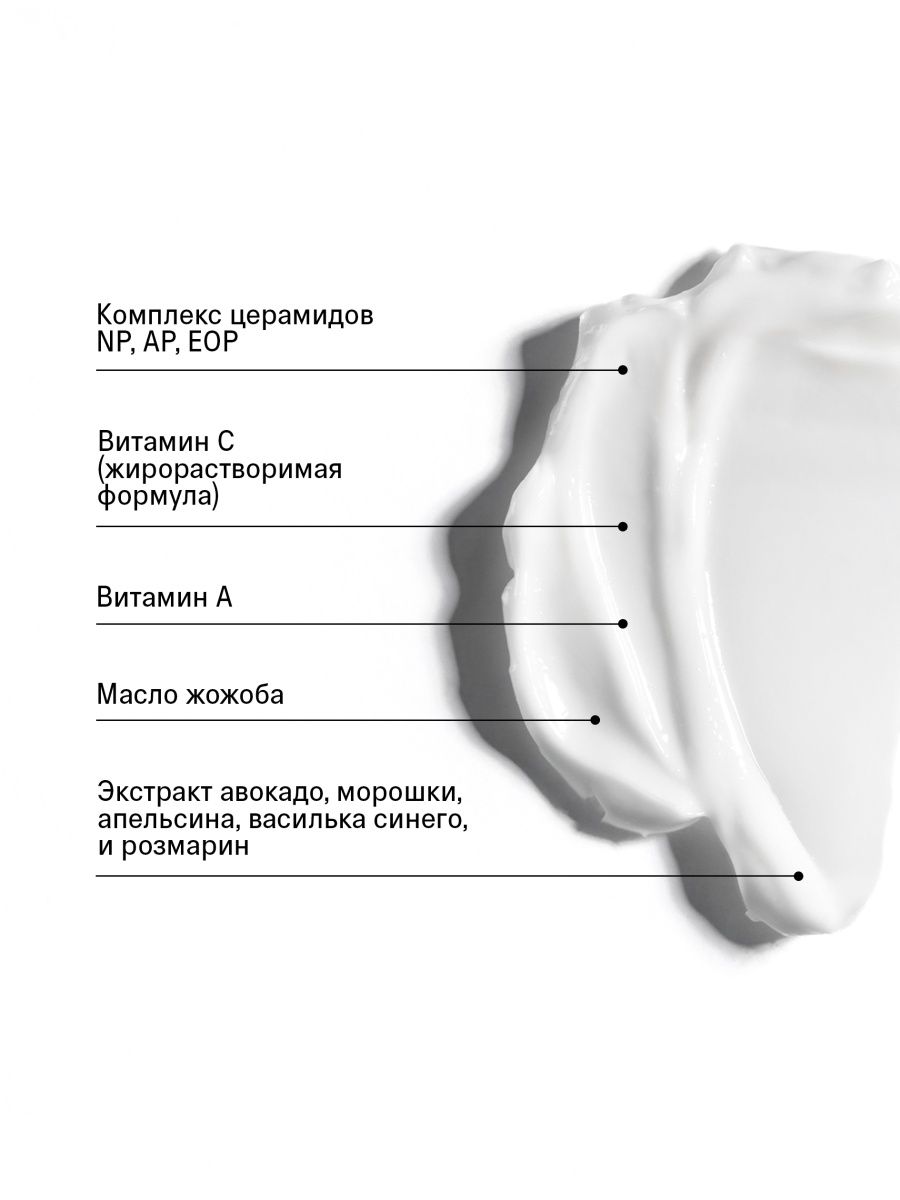 Комплекс церамидов
NP, AP, EOP
Витамин С
(жирорастворимая
формула)
Витамин А
Масло жожоба
Экстракт авокадо, морошки,
апельсина, василька синего,
и розмарин